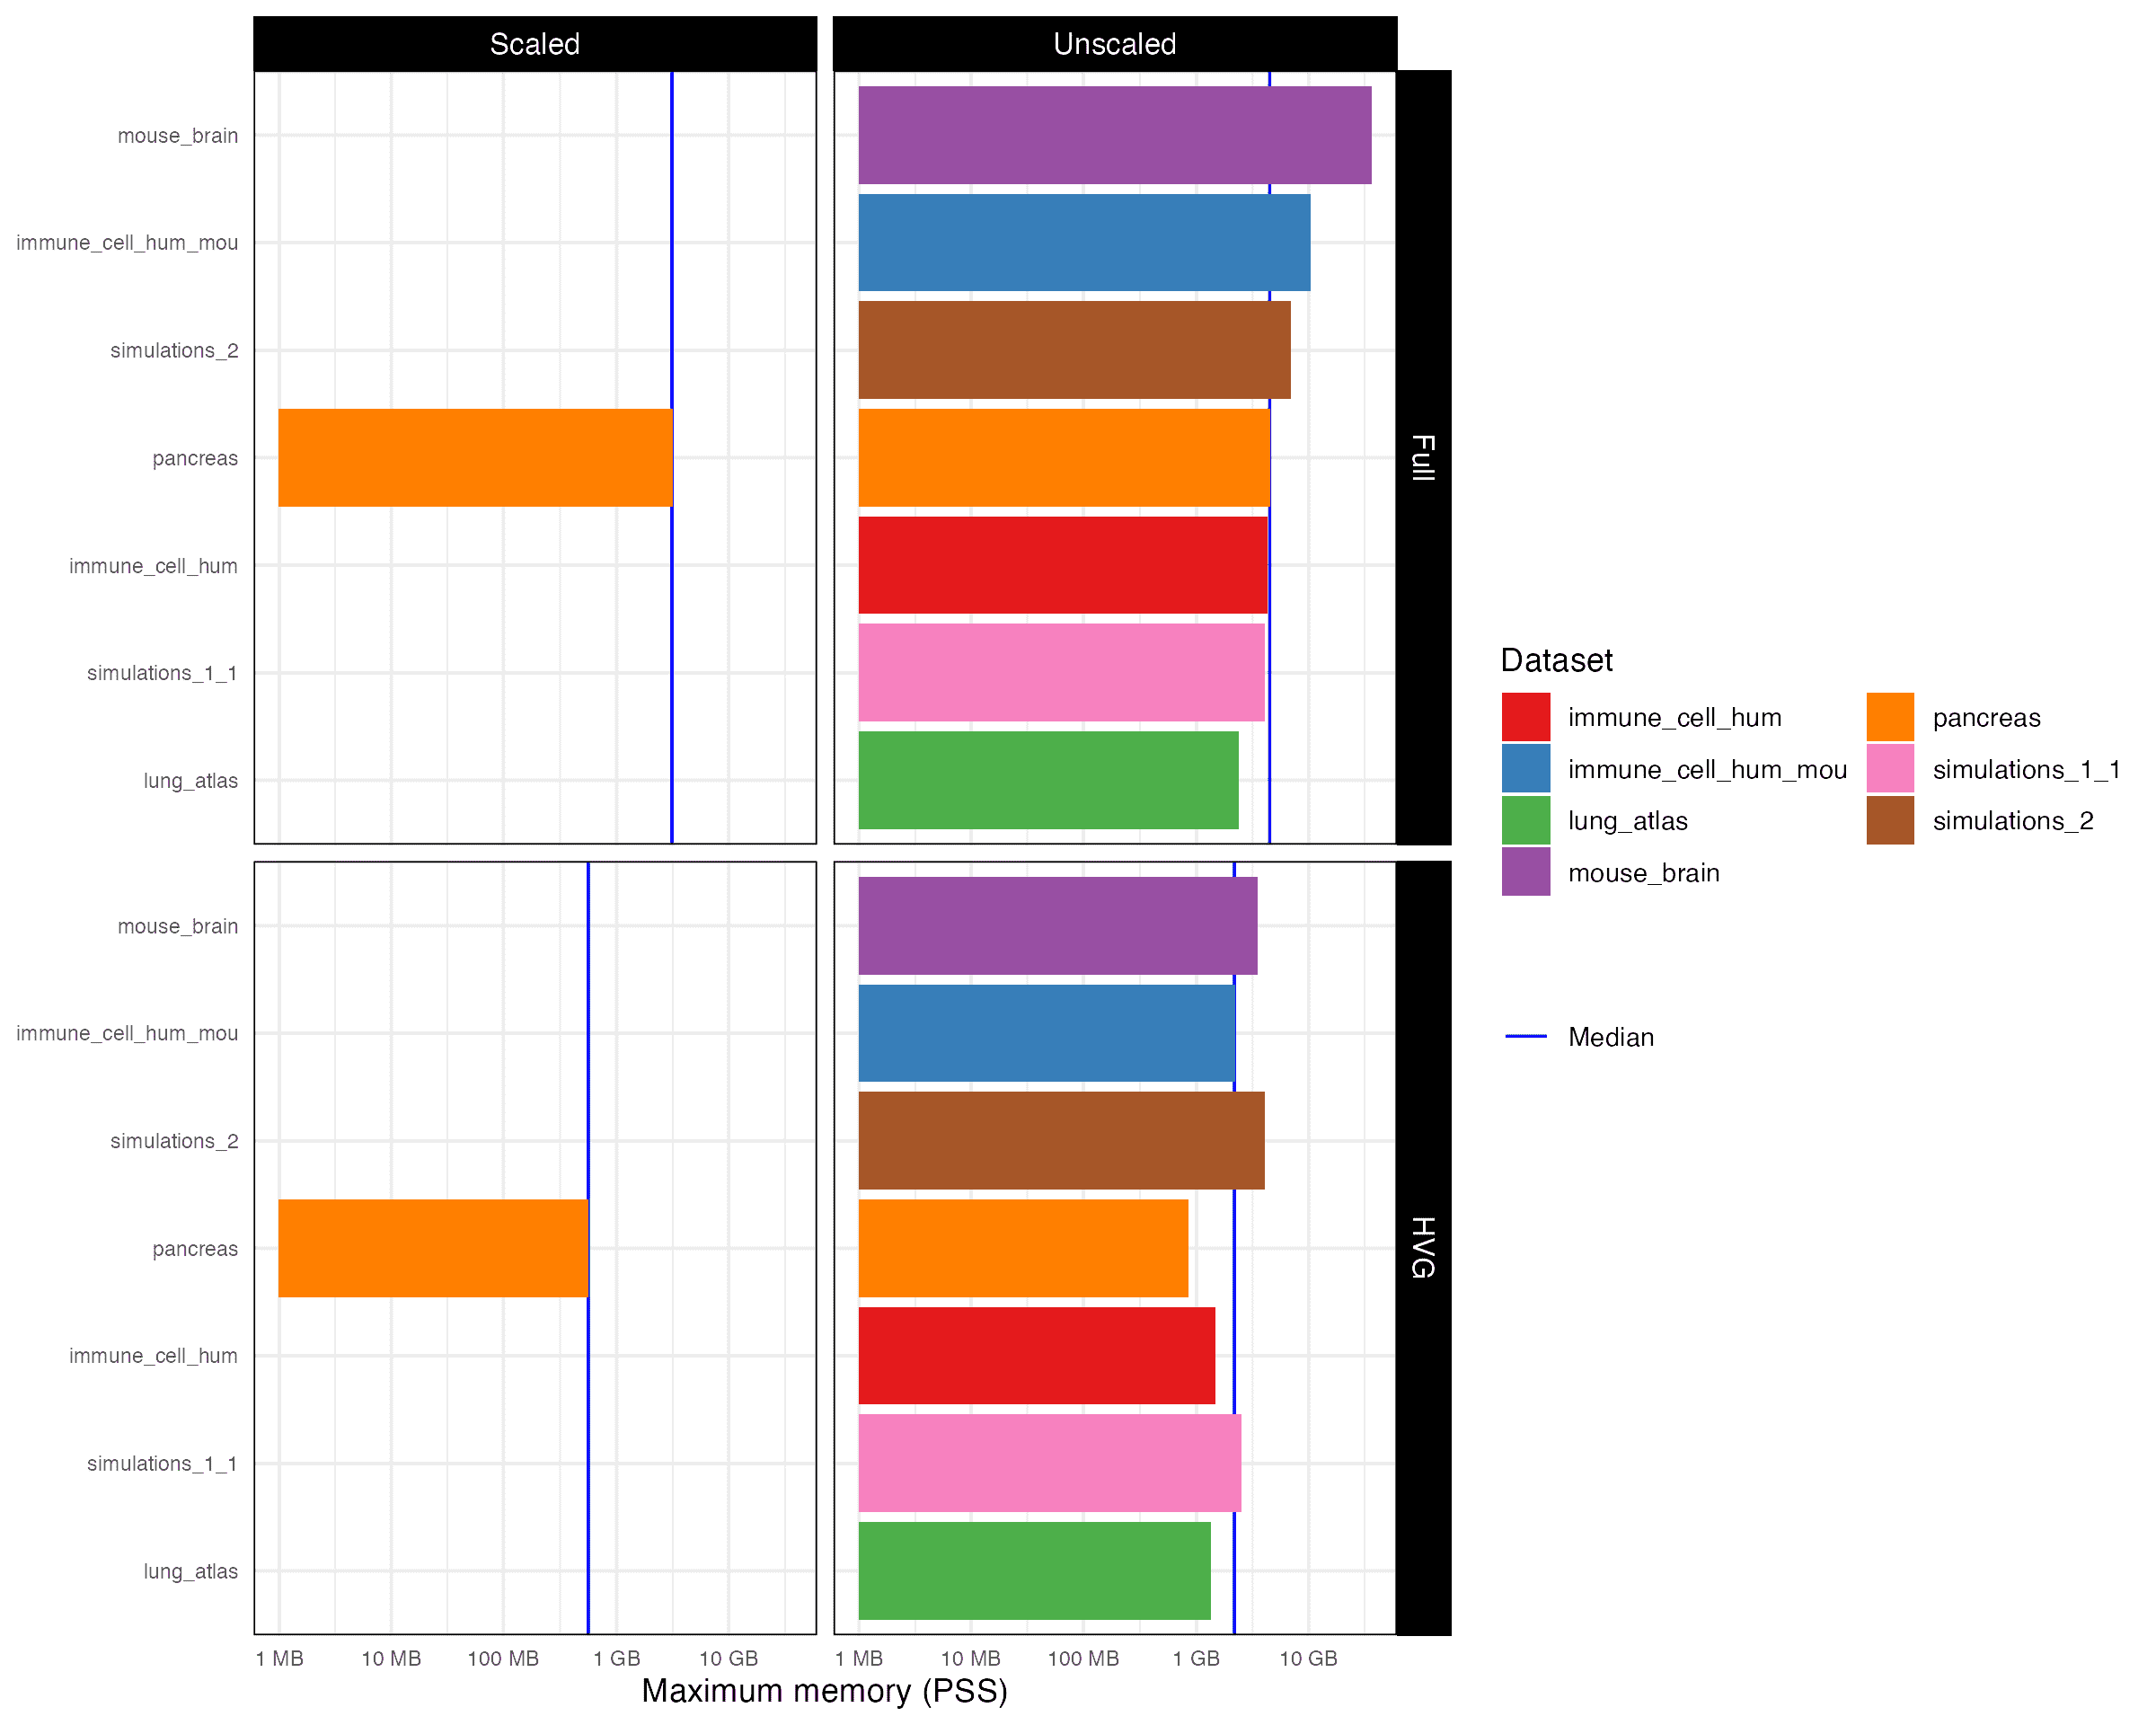 Scaled
Unscaled
mouse_brain
immune_cell_hum_mou
simulations_2
pancreas
immune_cell_hum
simulations_1_1
lung_atlas
Full
mouse_brain
immune_cell_hum_mou
simulations_2
pancreas
immune_cell_hum
simulations_1_1
lung_atlas
HVG
1 MB 10 MB 100 MB 1 GB 10 GB
1 MB 10 MB 100 MB 1 GB 10 GB
Maximum memory (PSS)
Dataset
immune_cell_hum
immune_cell_hum_mou
lung_atlas
mouse_brain
pancreas
simulations_1_1
simulations_2
Median